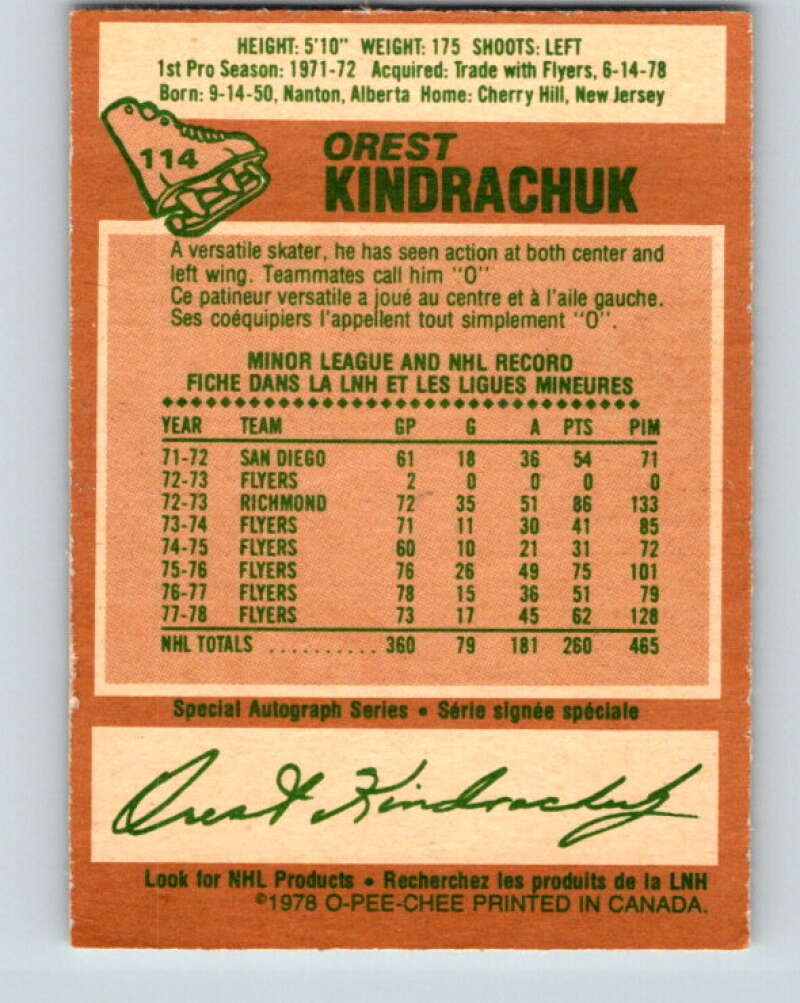 HEIGHT: 5'10" WEIGHT: 175 SHOOTS: LEFT
1st Pro Season: 1971-72 Acquired: Trade with Flyers, 6-14-78
Born: 9-14-50, Nanton, Alberta Home: Cherry Hill, New Jersey
114
OREST
KINDRACHUK
A versatile skater, he has seen action at both center and
left wing. Teammates call him "O"
Ce patineur versatile a joué au centre et à l'aile gauche.
Ses coéquipiers l'appellent tout simplement "O".
MINOR LEAGUE AND NHL RECORD
FICHE DANS LA LNH ET LES LIGUES MINEURES
YEAR TEAM GP G A PTS PIM
71-72 SAN DIEGO 61 18 36 54 71
72-73 FLYERS 2 0 0 0 0
72-73 RICHMOND 72 35 51 86 133
73-74 FLYERS 71 11 30 41 85
74-75 FLYERS 60 10 21 31 72
75-76 FLYERS 76 26 49 75 101
76-77 FLYERS 78 15 36 51 79
77-78 FLYERS 73 17 45 62 128
NHL TOTALS .......... 360 79 181 260 465
Special Autograph Series • Série signée spéciale
Orest Kindrachuk
Look for NHL Products • Recherchez les produits de la LNH
©1978 O-PEE-CHEE PRINTED IN CANADA.